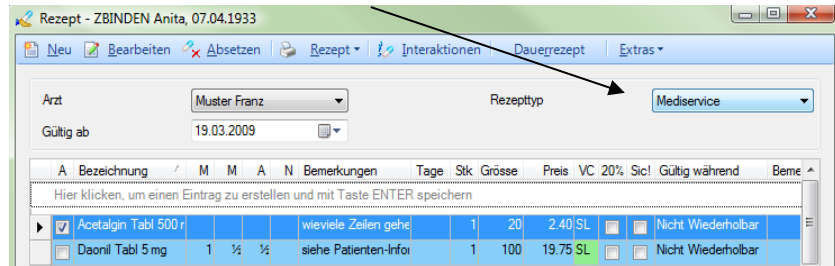 Rezept - ZBINDEN Anita, 07.04.1933
Neu Bearbeiten Absetzen Rezept Interaktionen Dauerrezept Extras
Arzt Muster Franz Rezepttyp Mediservice
Gültig ab 19.03.2009
A Bezeichnung M M A N Bemerkungen Tage Stk Grösse Preis VC 20% Sic! Gültig während Beme
Hier klicken, um einen Eintrag zu erstellen und mit Taste ENTER speichern
Acetalgin Tabl 500 r wieviele Zeilen gehe 1 20 2.40 SL Nicht Wiederholbar
Daonil Tabl 5 mg 1 ½ ½ siehe Patienten-Infor 1 100 19.75 SL Nicht Wiederholbar